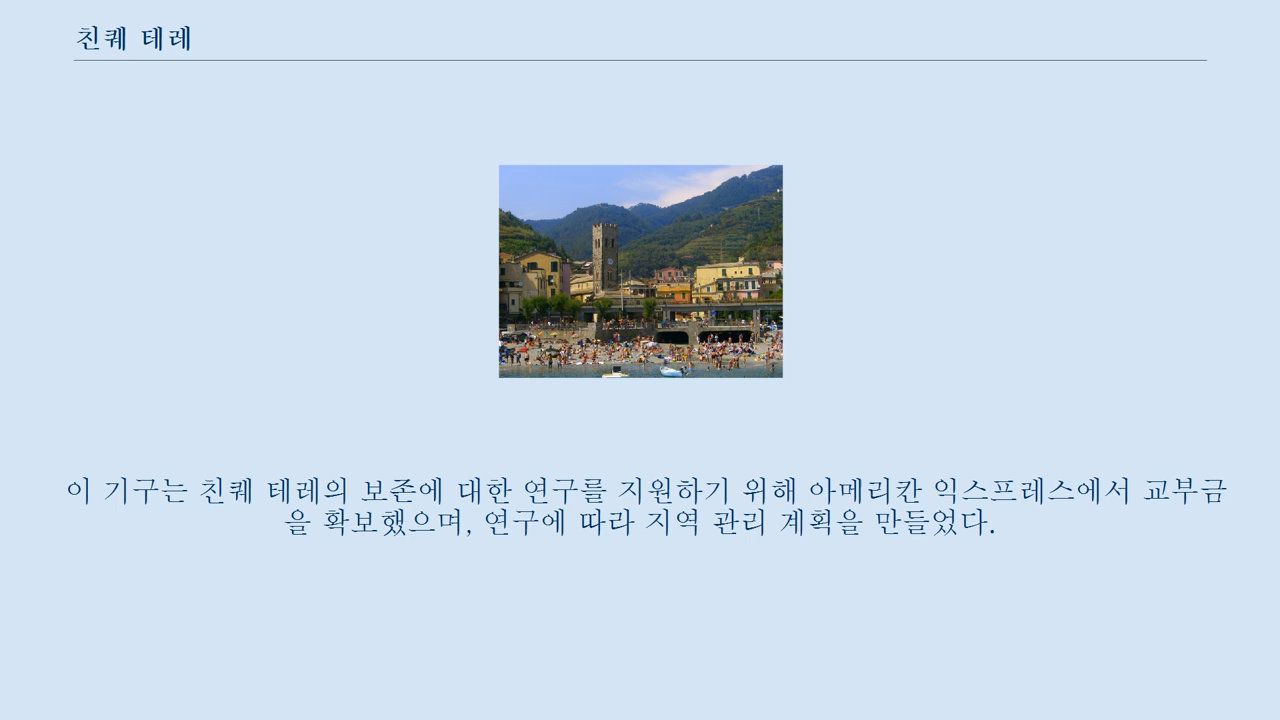 친퀘 테레
이 기구는 친퀘 테레의 보존에 대한 연구를 지원하기 위해 아메리칸 익스프레스에서 교부금
을 확보했으며, 연구에 따라 지역 관리 계획을 만들었다.